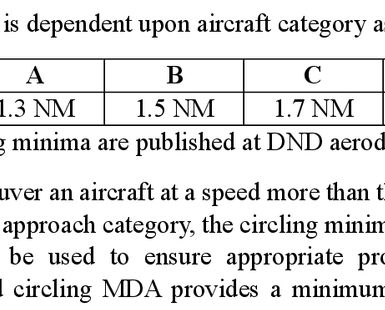 is dependent upon aircraft category a
A B C
1.3 NM 1.5 NM 1.7 NM
minima are published at DND aerod
an aircraft at a speed more than
approach category, the circling minim
be used to ensure appropriate pro
circling MDA provides a minimum